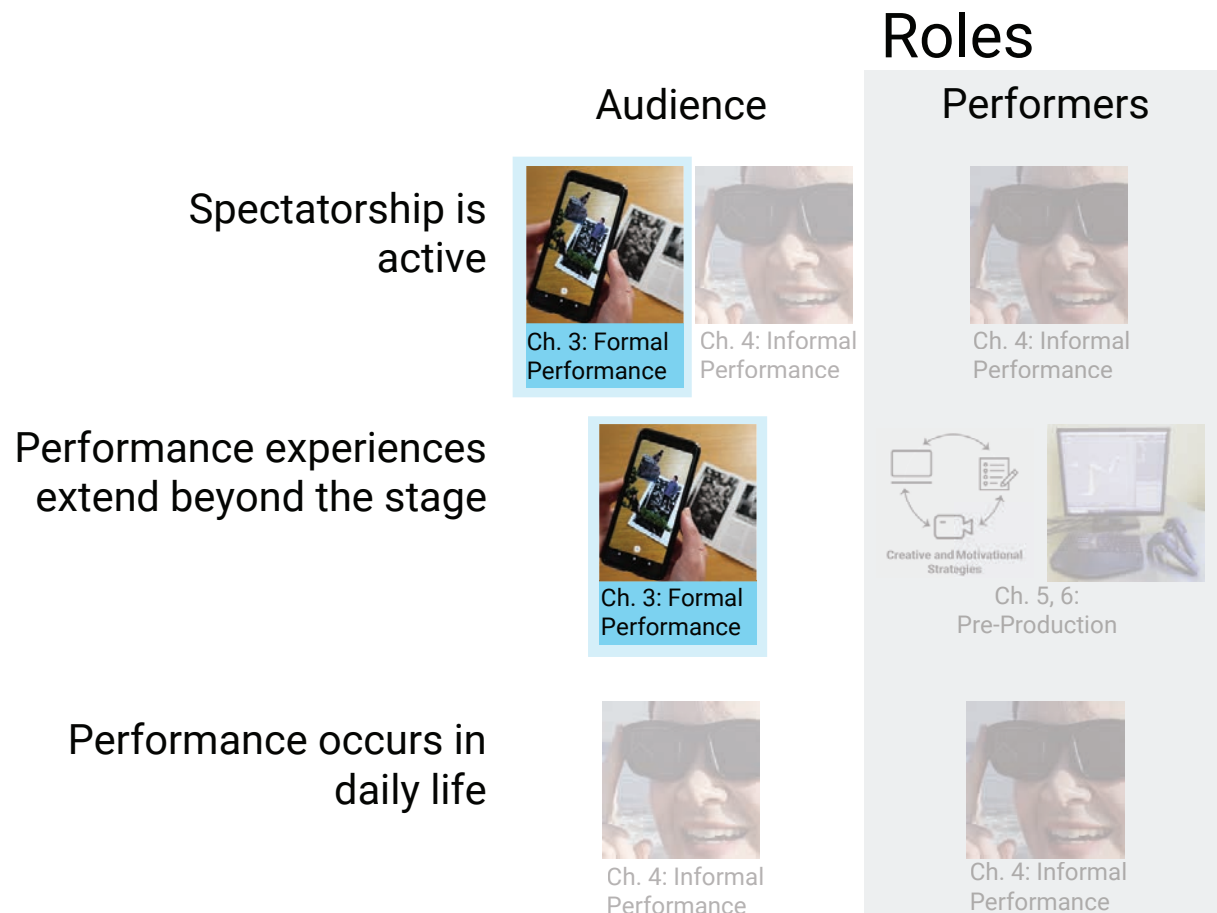 Roles
Audience
Performers
Spectatorship is
active
Ch. 3: Formal
Performance
Ch. 4: Informal
Performance
Ch. 4: Informal
Performance
Performance experiences
extend beyond the stage
Ch. 3: Formal
Performance
Creative and Motivational
Strategies
Ch. 5, 6:
Pre-Production
Performance occurs in
daily life
Ch. 4: Informal
Performance
Ch. 4: Informal
Performance